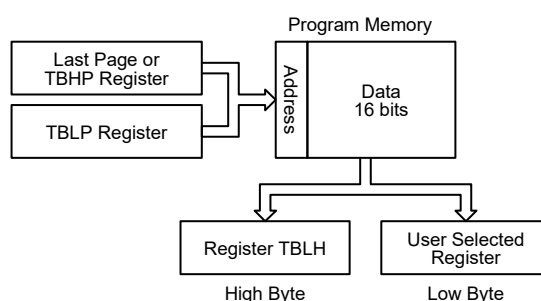 Program Memory
Last Page or
TBHP Register
TBLP Register
Address
Data
16 bits
Register TBLH
User Selected
Register
High Byte
Low Byte